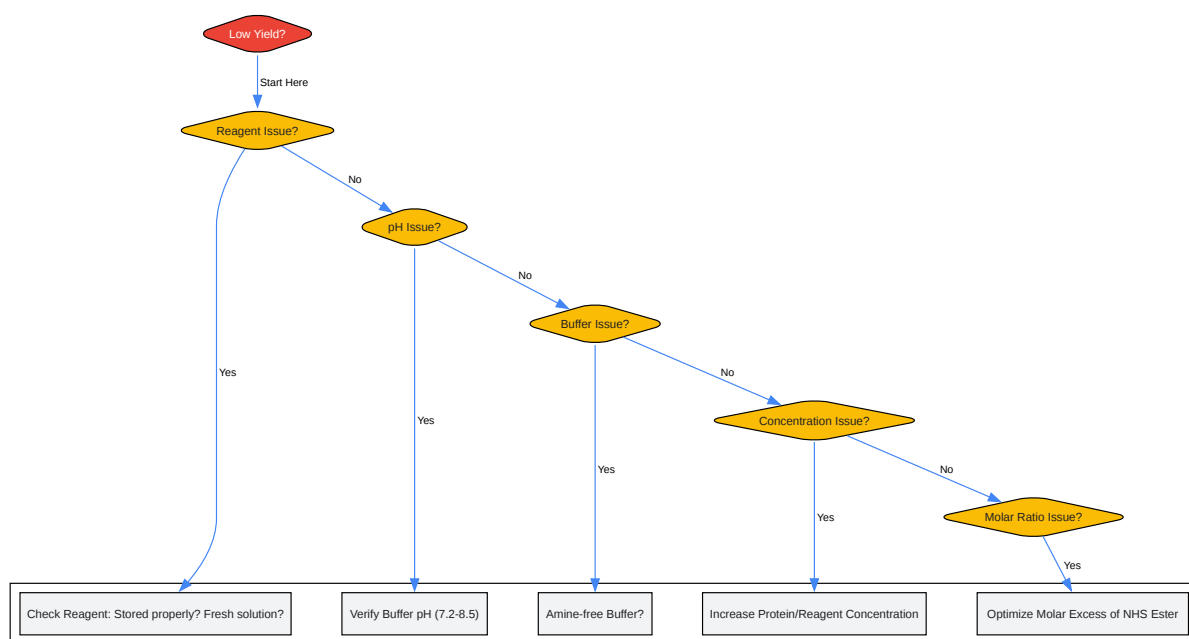 Low Yield?
Start Here
Reagent Issue?
No
pH Issue?
No
Buffer Issue?
Yes
No
Concentration Issue?
Yes
Yes
No
Yes
Molar Ratio Issue?
Yes
Check Reagent: Stored properly? Fresh solution?
Verify Buffer pH (7.2-8.5)
Amine-free Buffer?
Increase Protein/Reagent Concentration
Optimize Molar Excess of NHS Ester